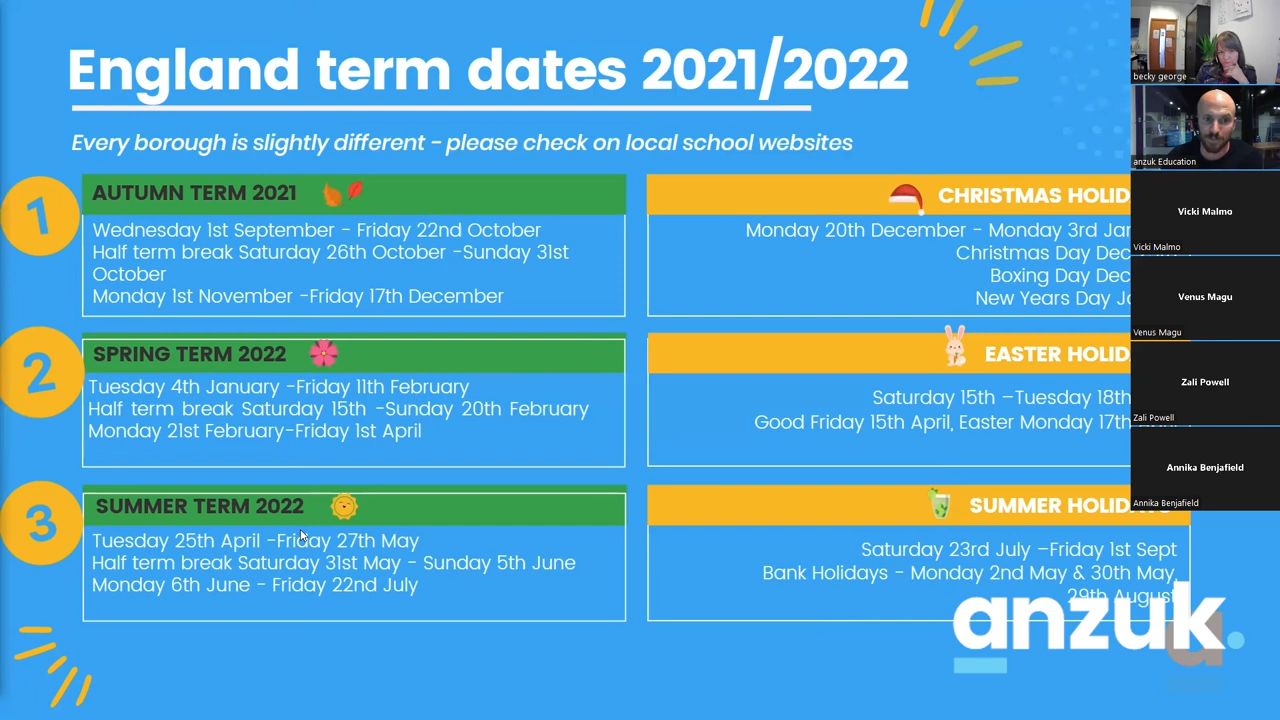 England term dates 2021/2022
Every borough is slightly different - please check on local school websites
1
AUTUMN TERM 2021
Wednesday 1st September - Friday 22nd October
Half term break Saturday 26th October -Sunday 31st
October
Monday 1st November -Friday 17th December
CHRISTMAS HOLID
Monday 20th December - Monday 3rd Jan
Christmas Day Dec
Boxing Day Dec
New Years Day
2
SPRING TERM 2022
Tuesday 4th January -Friday 11th February
Half term break Saturday 15th -Sunday 20th February
Monday 21st February-Friday 1st April
EASTER HOLID
Saturday 15th –Tuesday 18th
Good Friday 15th April, Easter Monday 17th
3
SUMMER TERM 2022
Tuesday 25th April -Friday 27th May
Half term break Saturday 31st May - Sunday 5th June
Monday 6th June - Friday 22nd July
SUMMER HOLIDAYS
Saturday 23rd July –Friday 1st Sept
Bank Holidays - Monday 2nd May & 30th May,
29th August
anzuk.
becky george
anzuk Education
Vicki Malmo
Vicki Malmo
Venus Magu
Venus Magu
Zali Powell
Zali Powell
Annika Benjafield
Annika Benjafield